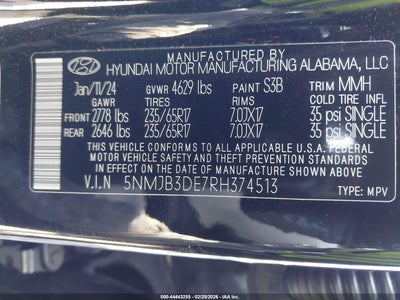 MANUFACTURED BY
HYUNDAI MOTOR MANUFACTURING ALABAMA, LLC
Jan/11/24 GVWR 4629 lbs PAINT S3B TRIM MMH
GAWR TIRES RIMS COLD TIRE INFL
FRONT 2778 lbs 235/65R17 7.0JX17 35 psi SINGLE
REAR 2646 lbs 235/65R17 7.0JX17 35 psi SINGLE
THIS VEHICLE CONFORMS TO ALL APPLICABLE U.S. FEDERAL MOTOR
VEHICLE SAFETY AND THEFT PREVENTION STANDARDS IN EFFECT
ON THE DATE OF MANUFACTURE SHOWN ABOVE.
V.I.N 5NMJB3DE7RH374513 TYPE: MPV
000-44443255 - 02/20/2026 - IAA Inc.